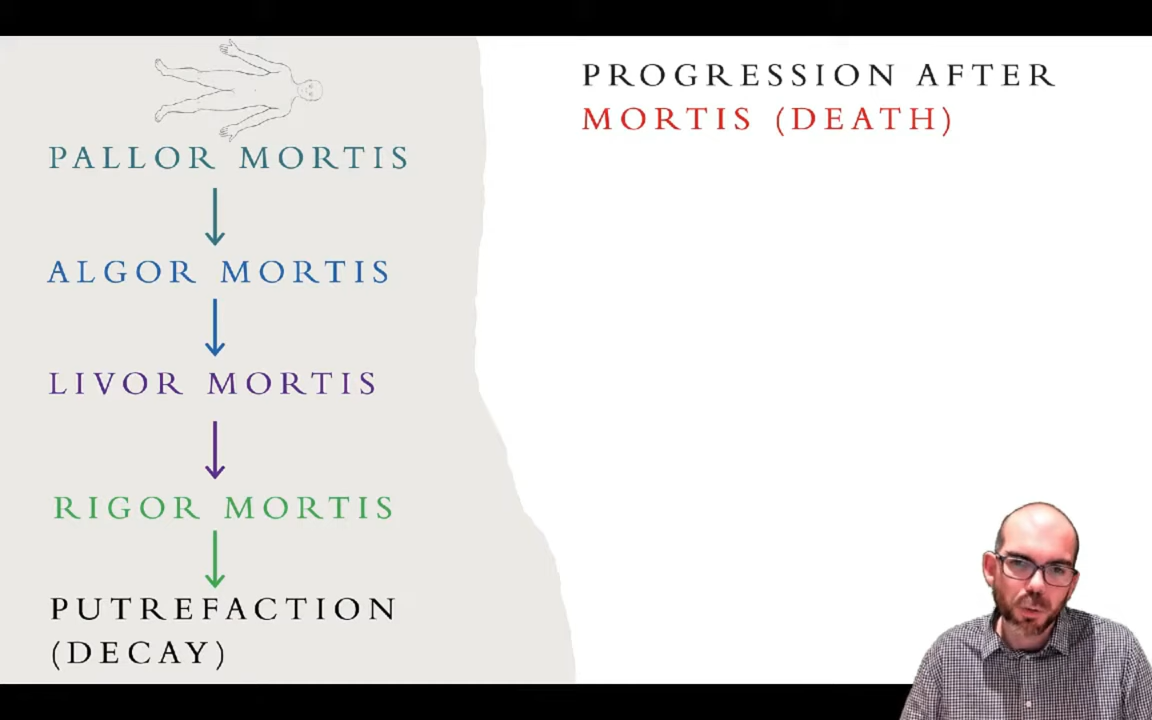 PALLOR MORTIS
ALGOR MORTIS
LIVOR MORTIS
RIGOR MORTIS
PUTREFACTION
(DECAY)
PROGRESSION AFTER
MORTIS (DEATH)